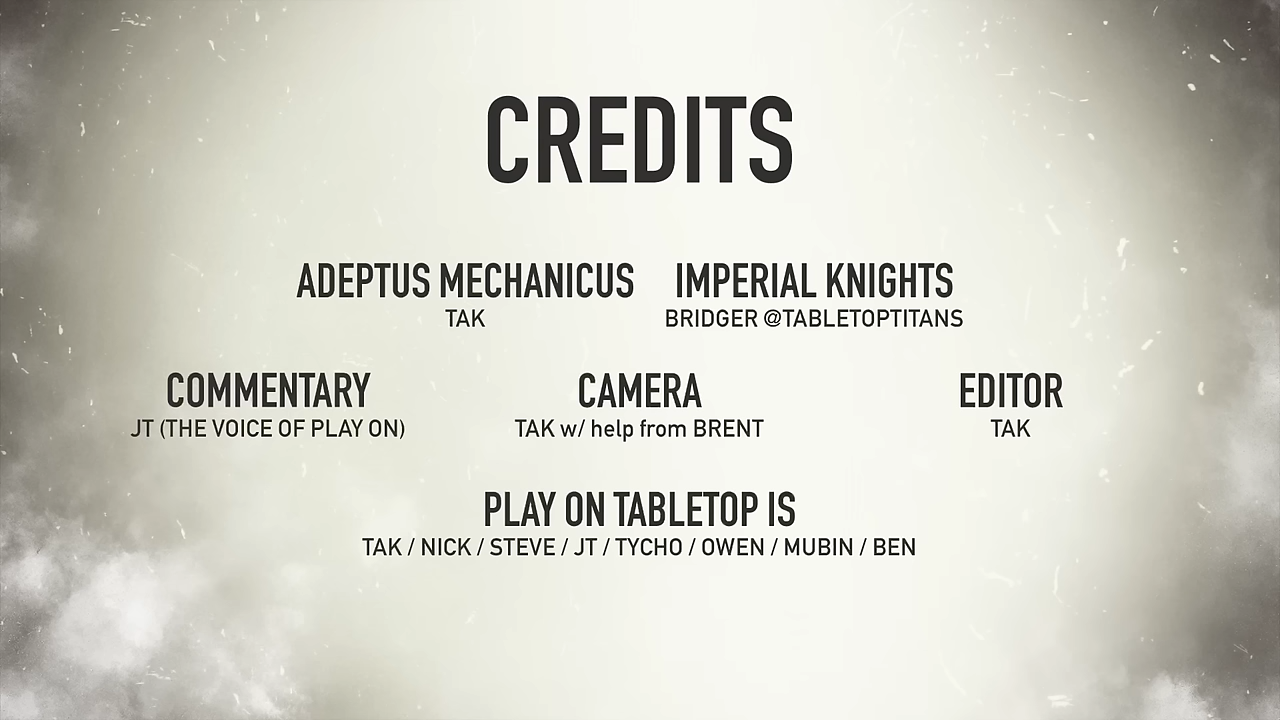 CREDITS
ADEPTUS MECHANICUS IMPERIAL KNIGHTS
TAK BRIDGER @TABLETOPTITANS
COMMENTARY CAMERA EDITOR
JT (THE VOICE OF PLAY ON) TAK w/ help from BRENT TAK
PLAY ON TABLETOP IS
TAK / NICK / STEVE / JT / TYCHO / OWEN / MUBIN / BEN